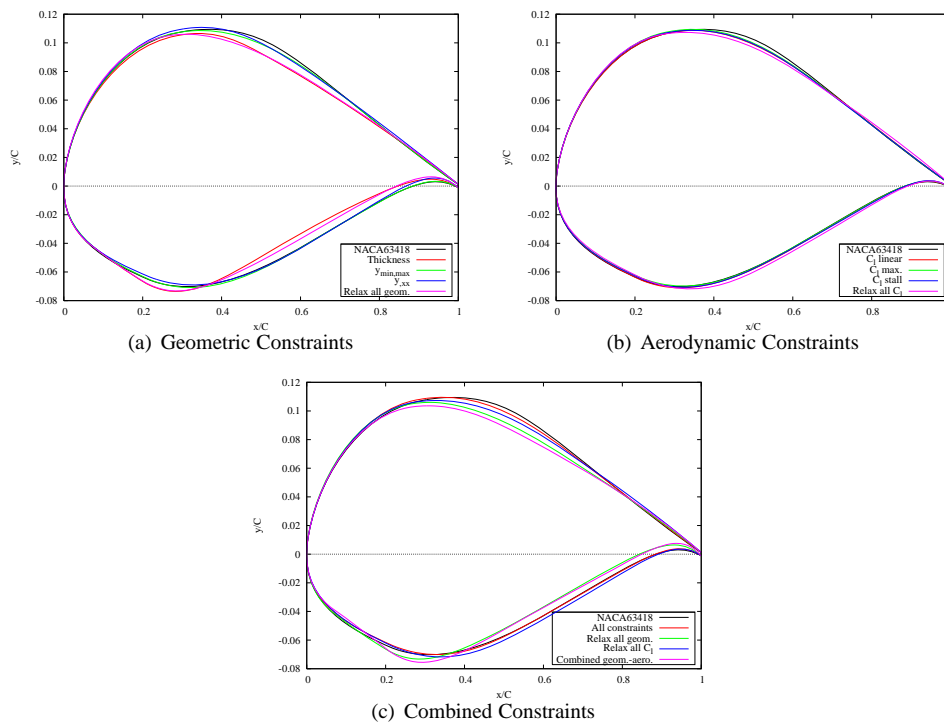 0.12
0.1
0.08
0.06
0.04
0.02
0
-0.02
-0.04
-0.06
-0.08
y/C
NACA63418
Thickness
y_min,max
y_,xx
Relax all geom.
0 0.2 0.4 0.6 0.8 1
x/C
(a) Geometric Constraints
0.12
0.1
0.08
0.06
0.04
0.02
0
-0.02
-0.04
-0.06
-0.08
y/C
NACA63418
C_l linear
C_l max.
C_l stall
Relax all C_l
0 0.2 0.4 0.6 0.8
x/C
(b) Aerodynamic Constraints
0.12
0.1
0.08
0.06
0.04
0.02
0
-0.02
-0.04
-0.06
-0.08
y/C
NACA63418
All constraints
Relax all geom.
Relax all C_l
Combined geom.-aero.
0 0.2 0.4 0.6 0.8 1
x/C
(c) Combined Constraints